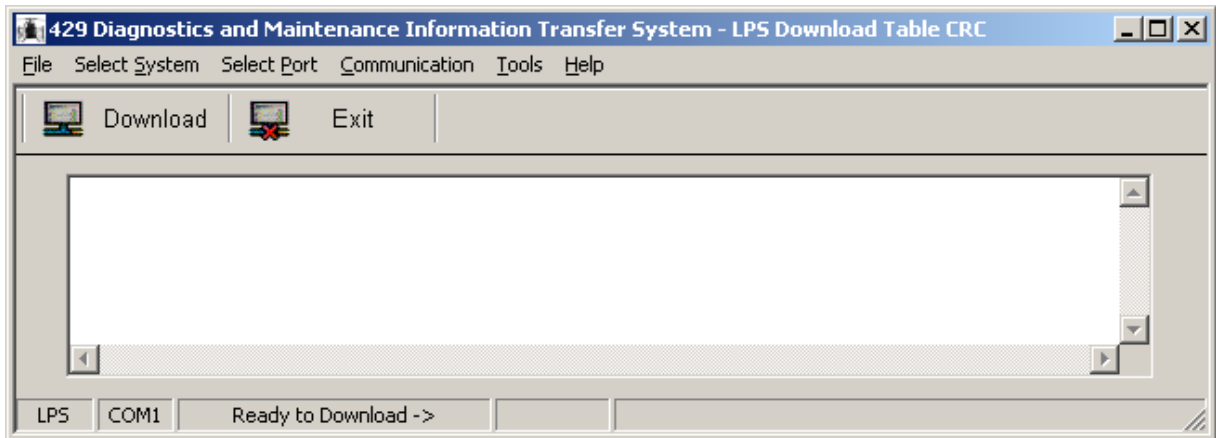 429 Diagnostics and Maintenance Information Transfer System - LPS Download Table CRC
File Select System Select Port Communication Tools Help
Download Exit
LPS COM1 Ready to Download ->